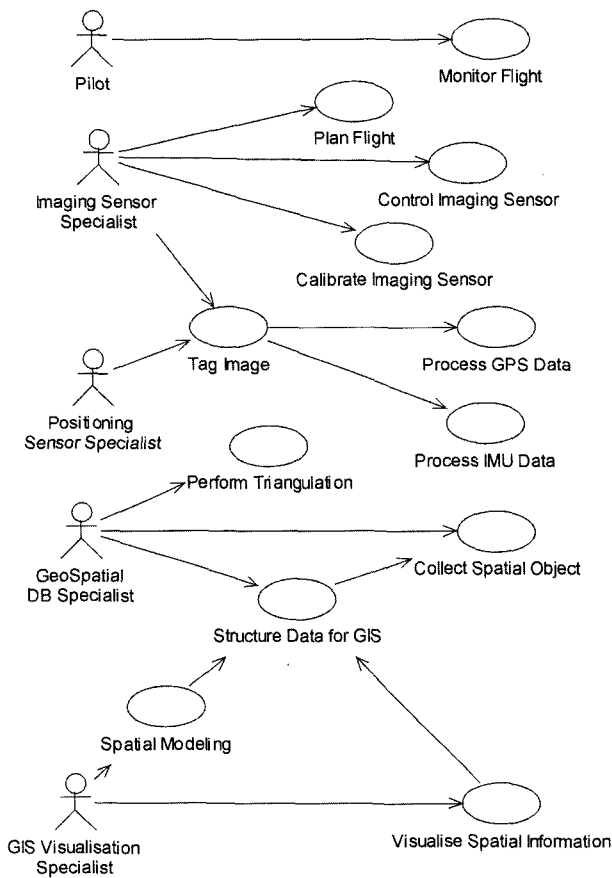 Pilot
Monitor Flight
Plan Flight
Imaging Sensor
Specialist
Control Imaging Sensor
Calibrate Imaging Sensor
Tag Image
Process GPS Data
Positioning
Sensor Specialist
Process IMU Data
Perform Triangulation
GeoSpatial
DB Specialist
Collect Spatial Object
Structure Data for GIS
Spatial Modeling
GIS Visualisation
Specialist
Visualise Spatial Information